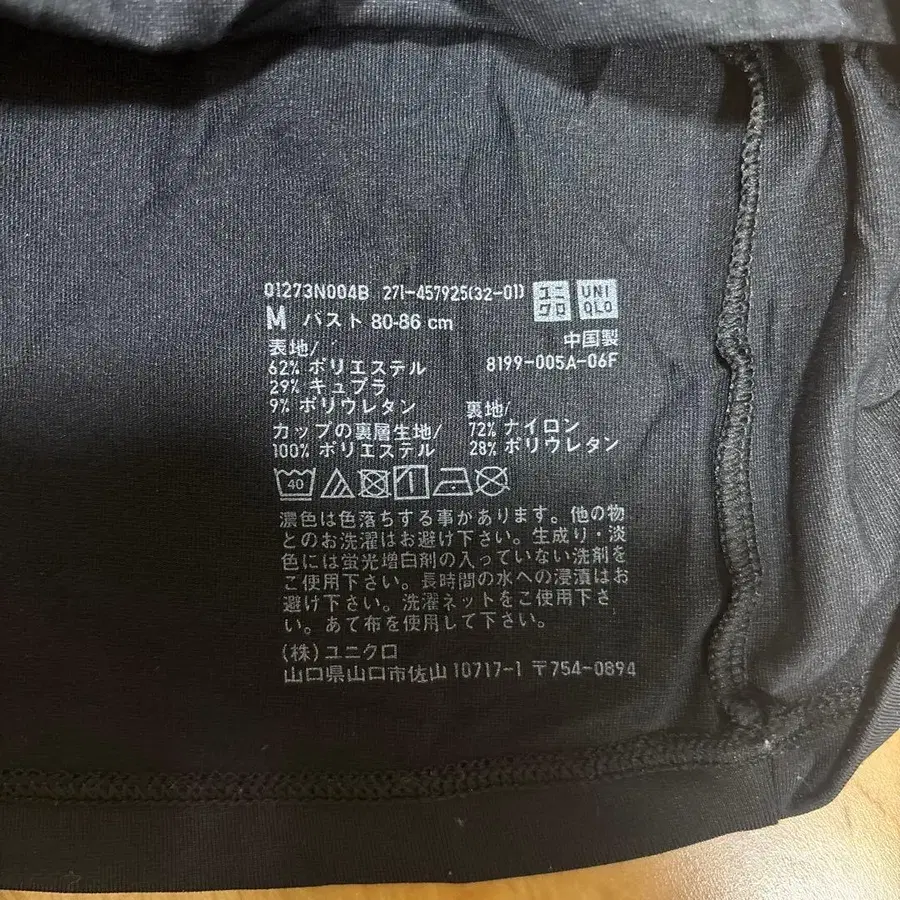 01273N004B 271-457925(32-01)
ユニクロ
UNIQLO
M バスト 80-86 cm
中国製
8199-005A-06F
表地/
62% ポリエステル
29% キュプラ
9% ポリウレタン
カップの裏層生地/
100% ポリエステル
裏地/
72% ナイロン
28% ポリウレタン
40
濃色は色落ちする事があります。他の物
とのお洗濯はお避け下さい。生成り・淡
色には蛍光増白剤の入っていない洗剤を
ご使用下さい。長時間の水への浸漬はお
避け下さい。洗濯ネットをご使用下さ
い。あて布を使用して下さい。
(株) ユニクロ
山口県山口市佐山 10717-1 〒754-0894